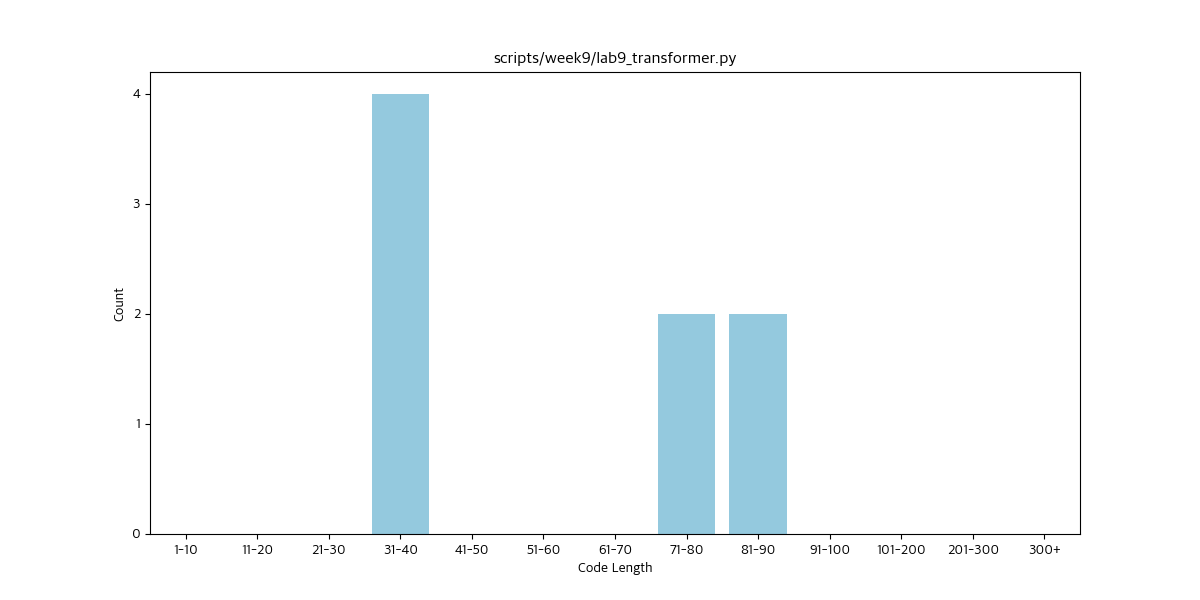 scripts/week9/lab9_transformer.py
4
3
2
1
0
Count
1-10 11-20 21-30 31-40 41-50 51-60 61-70 71-80 81-90 91-100 101-200 201-300 300+
Code Length